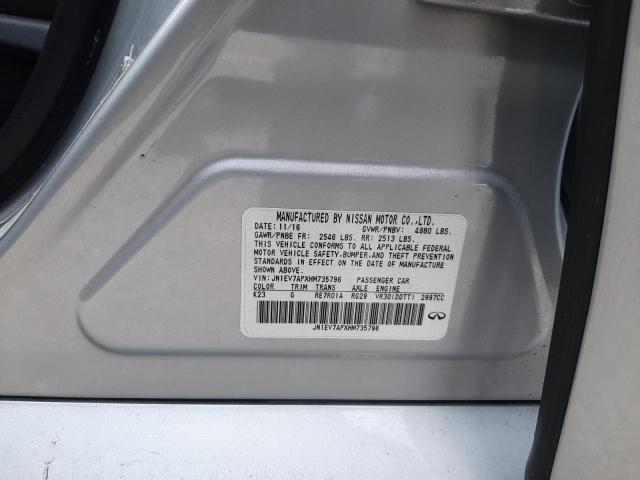 MANUFACTURED BY NISSAN MOTOR CO.,LTD.
DATE: 11/16 GVWR/PNBV: 4980 LBS.
GAWR/PNBE FR: 2546 LBS. RR: 2513 LBS.
THIS VEHICLE CONFORMS TO ALL APPLICABLE FEDERAL
MOTOR VEHICLE SAFETY,BUMPER,AND THEFT PREVENTION
STANDARDS IN EFFECT ON THE DATE OF MANUFACTURE
SHOWN ABOVE.
VIN: JN1EV7APXHM735796 PASSENGER CAR
COLOR TRIM TRANS AXLE ENGINE
K23 G RE7R01A RG29 VR30(DDTT) 2997CC
JN1EV7APXHM735796